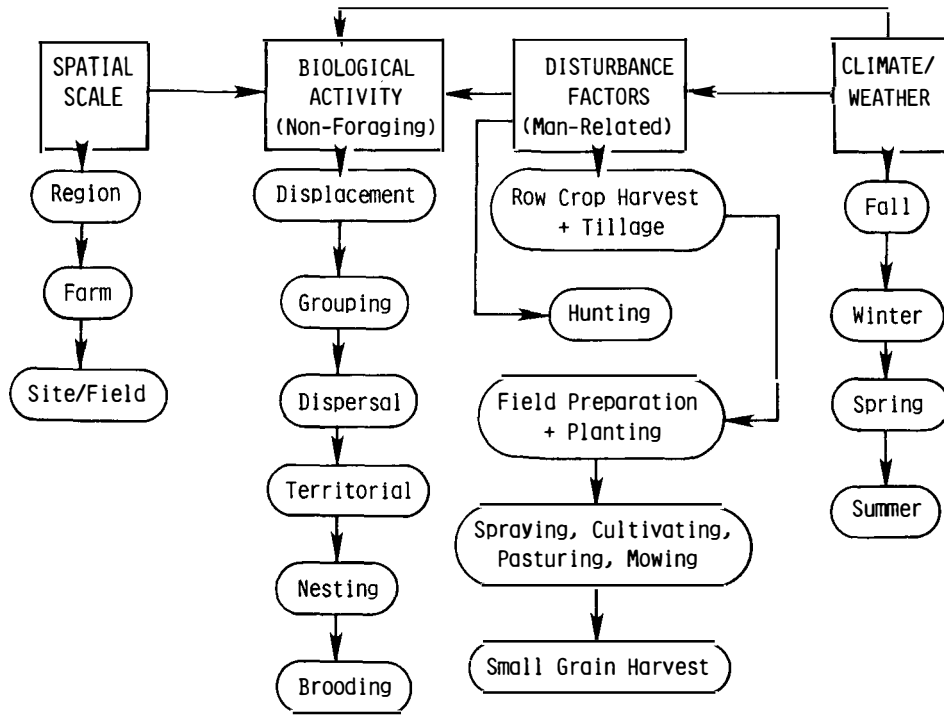 SPATIAL
SCALE
Region
Farm
Site/Field
BIOLOGICAL
ACTIVITY
(Non-Foraging)
Displacement
Grouping
Dispersal
Territorial
Nesting
Brooding
DISTURBANCE
FACTORS
(Man-Related)
Row Crop Harvest
+ Tillage
Hunting
Field Preparation
+ Planting
Spraying, Cultivating,
Pasturing, Mowing
Small Grain Harvest
CLIMATE/
WEATHER
Fall
Winter
Spring
Summer